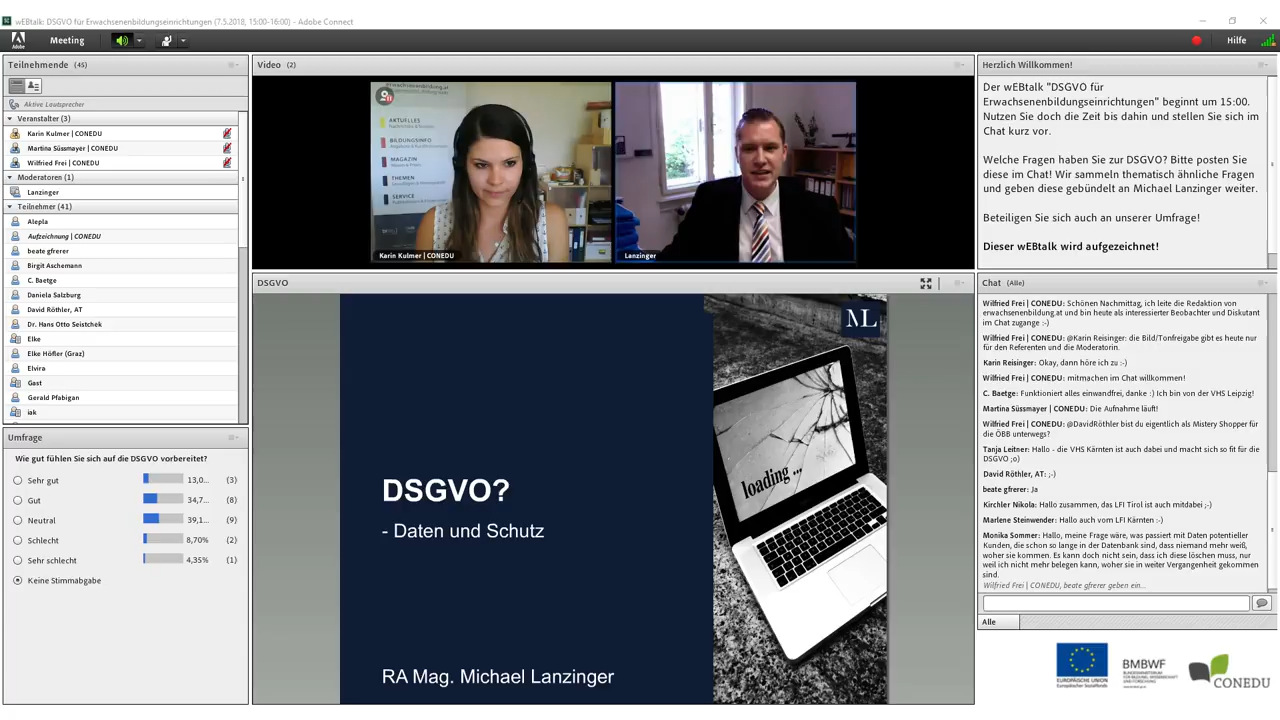 wEBtalk: DSGVO für Erwachsenenbildungseinrichtungen (7.5.2018, 15:00-16:00) - Adobe Connect
Adobe
Meeting
Hilfe
Teilnehmende (45)
Aktive Lautsprecher
Veranstalter (3)
Karin Kulmer | CONEDU
Martina Süssmayer | CONEDU
Wilfried Frei | CONEDU
Moderatoren (1)
Lanzinger
Teilnehmer (41)
Alepla
Aufzeichnung | CONEDU
beate gfrerer
Birgit Aschemann
C. Baetge
Daniela Salzburg
David Röthler, AT
Dr. Hans Otto Seistchek
Elke
Elke Höfler (Graz)
Elvira
Gast
Gerald Pfabigan
iak
Umfrage
Wie gut fühlen Sie sich auf die DSGVO vorbereitet?
Sehr gut 13,0... (3)
Gut 34,7... (8)
Neutral 39,1... (9)
Schlecht 8,70% (2)
Sehr schlecht 4,35% (1)
Keine Stimmabgabe
Video (2)
erwachsenenbildung.at
AKTUELLES
BILDUNGSINFO
MAGAZIN
THEMEN
SERVICE
Karin Kulmer | CONEDU
Lanzinger
DSGVO
ML
loading ...
DSGVO?
- Daten und Schutz
RA Mag. Michael Lanzinger
Herzlich Willkommen!
Der wEBtalk "DSGVO für
Erwachsenenbildungseinrichtungen" beginnt um 15:00.
Nutzen Sie doch die Zeit bis dahin und stellen Sie sich im
Chat kurz vor.
Welche Fragen haben Sie zur DSGVO? Bitte posten Sie
diese im Chat! Wir sammeln thematisch ähnliche Fragen
und geben diese gebündelt an Michael Lanzinger weiter.
Beteiligen Sie sich auch an unserer Umfrage!
Dieser wEBtalk wird aufgezeichnet!
Chat (Alle)
Wilfried Frei | CONEDU: Schönen Nachmittag, ich leite die Redaktion von
erwachsenenbildung.at und bin heute als interessierter Beobachter und Diskutant
im Chat zugange :-)
Wilfried Frei | CONEDU: @Karin Reisinger: die Bild/Tonfreigabe gibt es heute nur
für den Referenten und die Moderatorin.
Karin Reisinger: Okay, dann höre ich zu :-)
Wilfried Frei | CONEDU: mitmachen im Chat willkommen!
C. Baetge: Funktioniert alles einwandfrei, danke :) Ich bin von der VHS Leipzig!
Martina Süssmayer | CONEDU: Die Aufnahme läuft!
Wilfried Frei | CONEDU: @DavidRöthler bist du eigentlich als Mistery Shopper für
die ÖBB unterwegs?
Tanja Leitner: Hallo - die VHS Kärnten ist auch dabei und macht sich so fit für die
DSGVO ;o)
David Röthler, AT: ;-)
beate gfrerer: Ja
Kirchler Nikola: Hallo zusammen, das LFI Tirol ist auch mitdabei ;-)
Marlene Steinwender: Hallo auch vom LFI Kärnten :-)
Monika Sommer: Hallo, meine Frage wäre, was passiert mit Daten potentieller
Kunden, die schon so lange in der Datenbank sind, dass niemand mehr weiß,
woher sie kommen. Es kann doch nicht sein, dass ich diese löschen muss, nur
weil ich nicht mehr belegen kann, woher sie in weiter Vergangenheit gekommen
sind.
Wilfried Frei | CONEDU, beate gfrerer geben ein...
Alle
EUROPÄISCHE UNION
Europäischer Sozialfonds
BMBWF
CONEDU